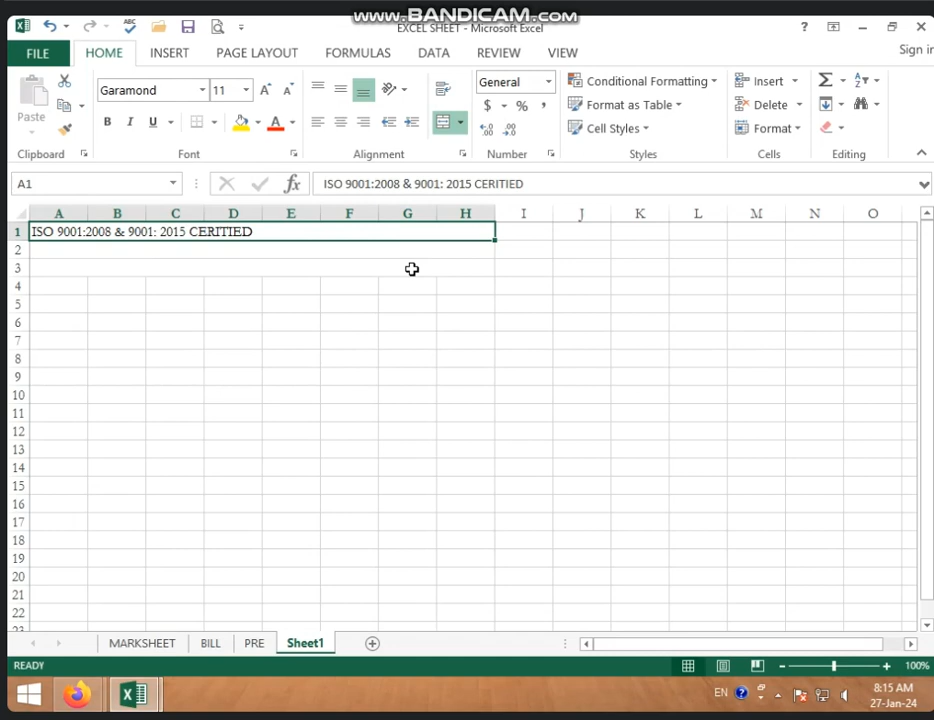 www.BANDICAM.com
EXCEL SHEET - Microsoft Excel
? 
FILE HOME INSERT PAGE LAYOUT FORMULAS DATA REVIEW VIEW Sign in
ABC
Paste
Garamond 11 A A
B I U A
General
$ % ,
Conditional Formatting
Format as Table
Cell Styles
Insert
Delete
Format
Σ
Clipboard Font Alignment Number Styles Cells Editing
A1 fx ISO 9001:2008 & 9001: 2015 CERITIED
A B C D E F G H I J K L M N O
1 ISO 9001:2008 & 9001: 2015 CERITIED
2
3
4
5
6
7
8
9
10
11
12
13
14
15
16
17
18
19
20
21
22
23
MARKSHEET BILL PRE Sheet1
READY 100%
EN 8:15 AM
27-Jan-24